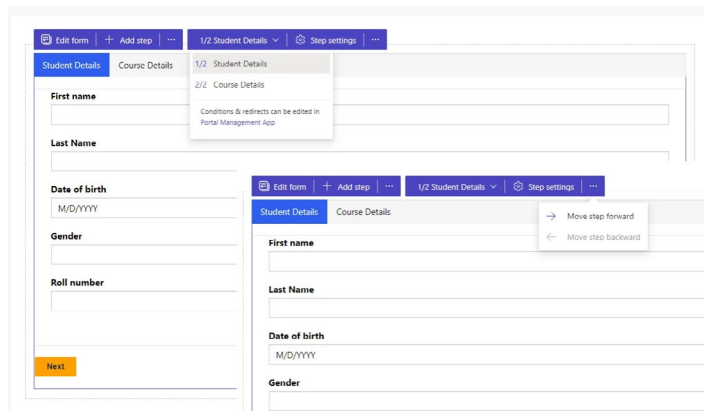 Edit form + Add step ... 1/2 Student Details Step settings ...
Student Details Course Details
1/2 Student Details
2/2 Course Details
Conditions & redirects can be edited in
Portal Management App
First name
Last Name
Date of birth
M/D/YYYY
Gender
Roll number
Next
Edit form + Add step ... 1/2 Student Details Step settings ...
Student Details Course Details
Move step forward
Move step backward
First name
Last Name
Date of birth
M/D/YYYY
Gender